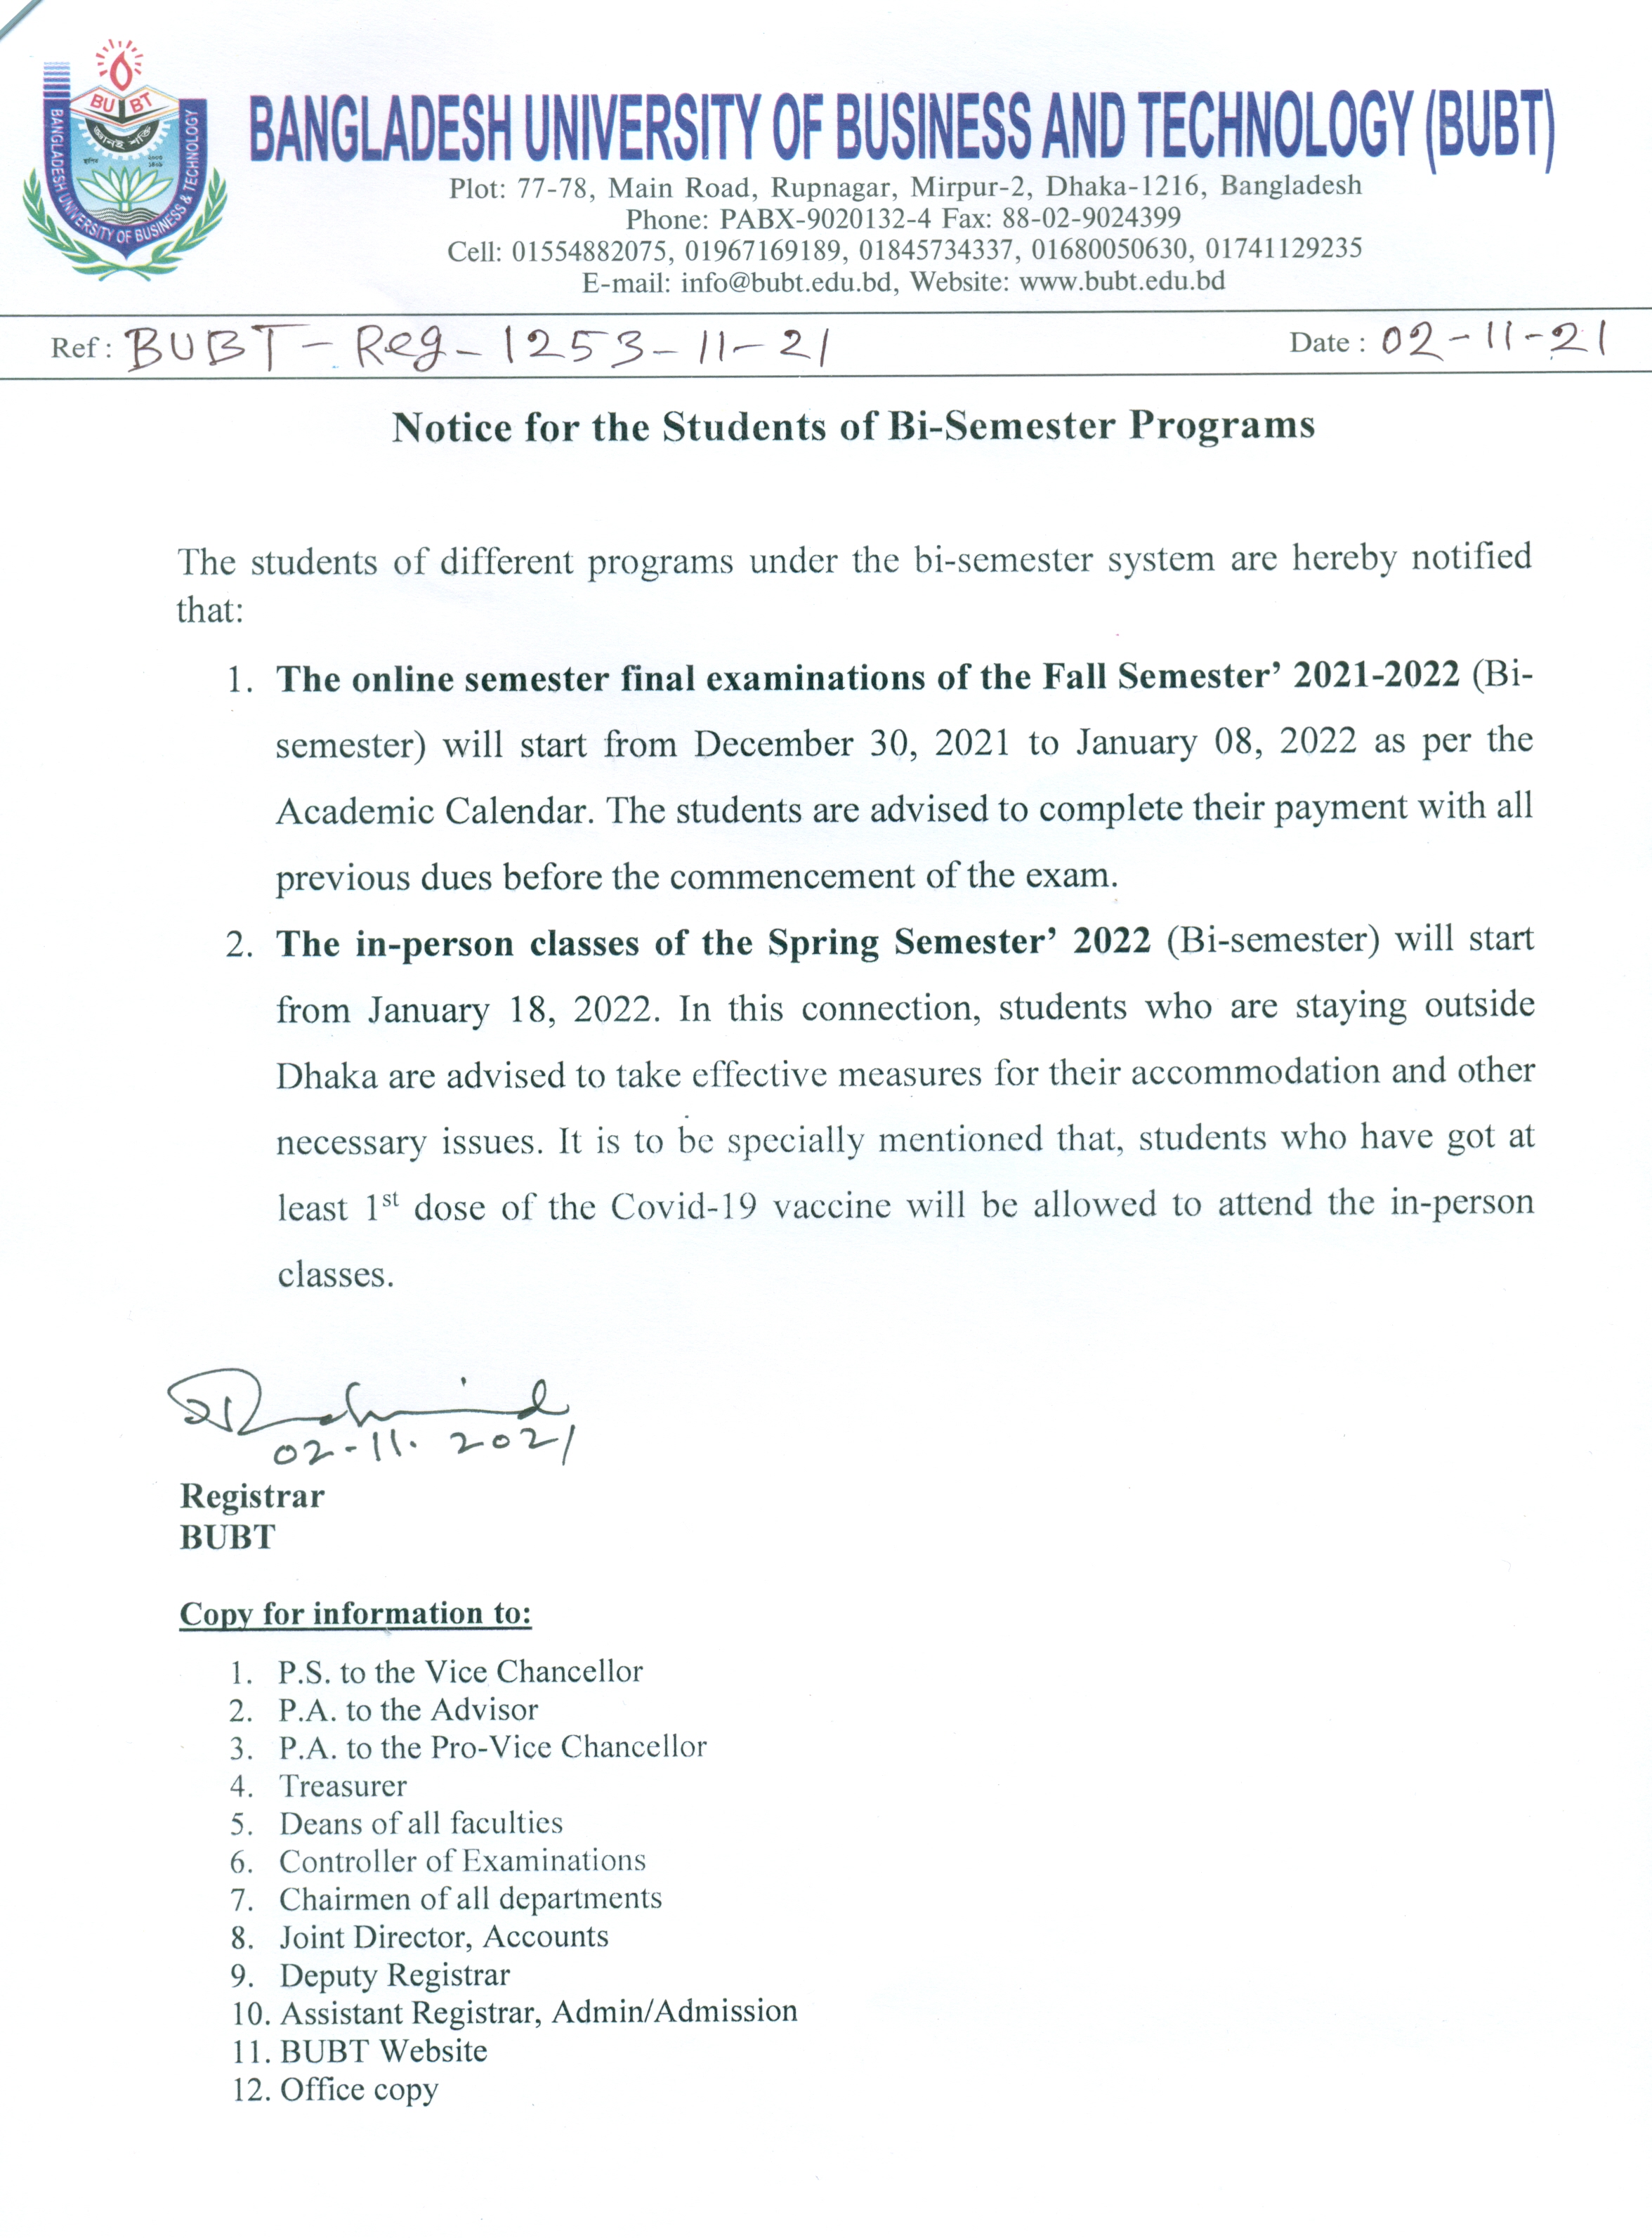 BU BT
অনন্ত শক্তি
স্থাপিত
২০০৩
BANGLADESH UNIVERSITY OF BUSINESS & TECHNOLOGY
BANGLADESH UNIVERSITY OF BUSINESS AND TECHNOLOGY (BUBT)
Plot: 77-78, Main Road, Rupnagar, Mirpur-2, Dhaka-1216, Bangladesh
Phone: PABX-9020132-4 Fax: 88-02-9024399
Cell: 01554882075, 01967169189, 01845734337, 01680050630, 01741129235
E-mail: info@bubt.edu.bd, Website: www.bubt.edu.bd
Ref : BUBT - Reg - 1253-11-21 Date : 02-11-21
Notice for the Students of Bi-Semester Programs
The students of different programs under the bi-semester system are hereby notified
that:
1. The online semester final examinations of the Fall Semester’ 2021-2022 (Bi-
semester) will start from December 30, 2021 to January 08, 2022 as per the
Academic Calendar. The students are advised to complete their payment with all
previous dues before the commencement of the exam.
2. The in-person classes of the Spring Semester’ 2022 (Bi-semester) will start
from January 18, 2022. In this connection, students who are staying outside
Dhaka are advised to take effective measures for their accommodation and other
necessary issues. It is to be specially mentioned that, students who have got at
least 1st dose of the Covid-19 vaccine will be allowed to attend the in-person
classes.
02-11. 2021
Registrar
BUBT
Copy for information to:
1. P.S. to the Vice Chancellor
2. P.A. to the Advisor
3. P.A. to the Pro-Vice Chancellor
4. Treasurer
5. Deans of all faculties
6. Controller of Examinations
7. Chairmen of all departments
8. Joint Director, Accounts
9. Deputy Registrar
10. Assistant Registrar, Admin/Admission
11. BUBT Website
12. Office copy